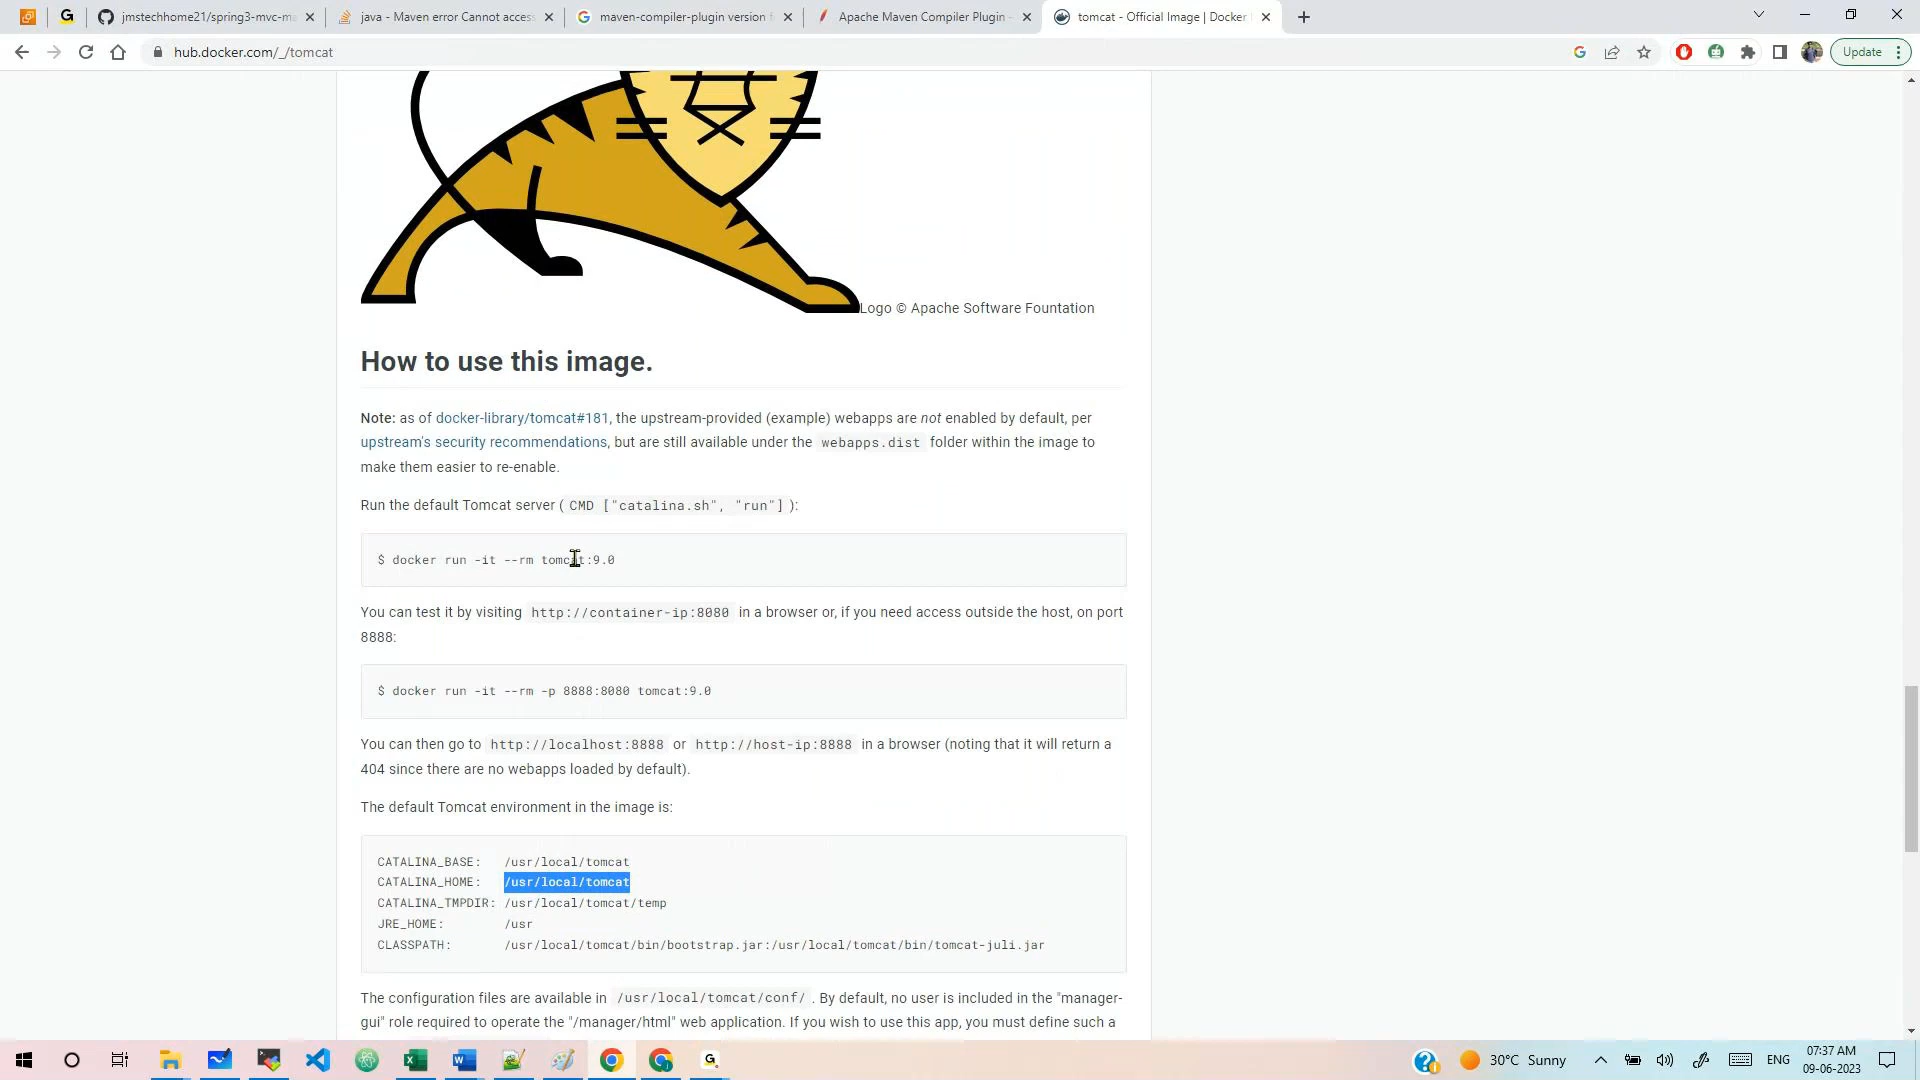 jmstechhome21/spring3-mvc-ma
java - Maven error Cannot access
maven-compiler-plugin version f
Apache Maven Compiler Plugin -
tomcat - Official Image | Docker
hub.docker.com/_/tomcat
Update
Logo © Apache Software Fountation
How to use this image.
Note: as of docker-library/tomcat#181, the upstream-provided (example) webapps are not enabled by default, per
upstream's security recommendations, but are still available under the webapps.dist folder within the image to
make them easier to re-enable.
Run the default Tomcat server ( CMD ["catalina.sh", "run"] ):
$ docker run -it --rm tomcat:9.0
You can test it by visiting http://container-ip:8080 in a browser or, if you need access outside the host, on port
8888:
$ docker run -it --rm -p 8888:8080 tomcat:9.0
You can then go to http://localhost:8888 or http://host-ip:8888 in a browser (noting that it will return a
404 since there are no webapps loaded by default).
The default Tomcat environment in the image is:
CATALINA_BASE: /usr/local/tomcat
CATALINA_HOME: /usr/local/tomcat
CATALINA_TMPDIR: /usr/local/tomcat/temp
JRE_HOME: /usr
CLASSPATH: /usr/local/tomcat/bin/bootstrap.jar:/usr/local/tomcat/bin/tomcat-juli.jar
The configuration files are available in /usr/local/tomcat/conf/ . By default, no user is included in the "manager-
gui" role required to operate the "/manager/html" web application. If you wish to use this app, you must define such a
30°C Sunny
ENG
07:37 AM
09-06-2023